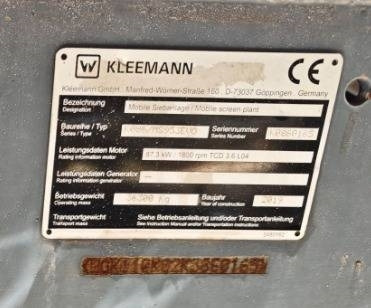 W KLEEMANN CE
Kleemann GmbH, Manfred-Wörner-Straße 160 D-73037 Göppingen Germany
Bezeichnung
Designation
Mobile Siebanlage / Mobile screen plant
Baureihe / Typ
Series / Type
Seriennummer
Serialnumber
Leistungsdaten Motor
Rating information motor
97.3 kW 1800 rpm TCD 3.6 L04
Leistungsdaten Generator
Rating information generator
Betriebsgewicht
Operating mass
Kg
Baujahr
Year of construction
2019
Transportgewicht
Transport mass
Siehe Betriebsanleitung und/oder Transportanleitung
See Instruction Manual and/or Transport Instruction